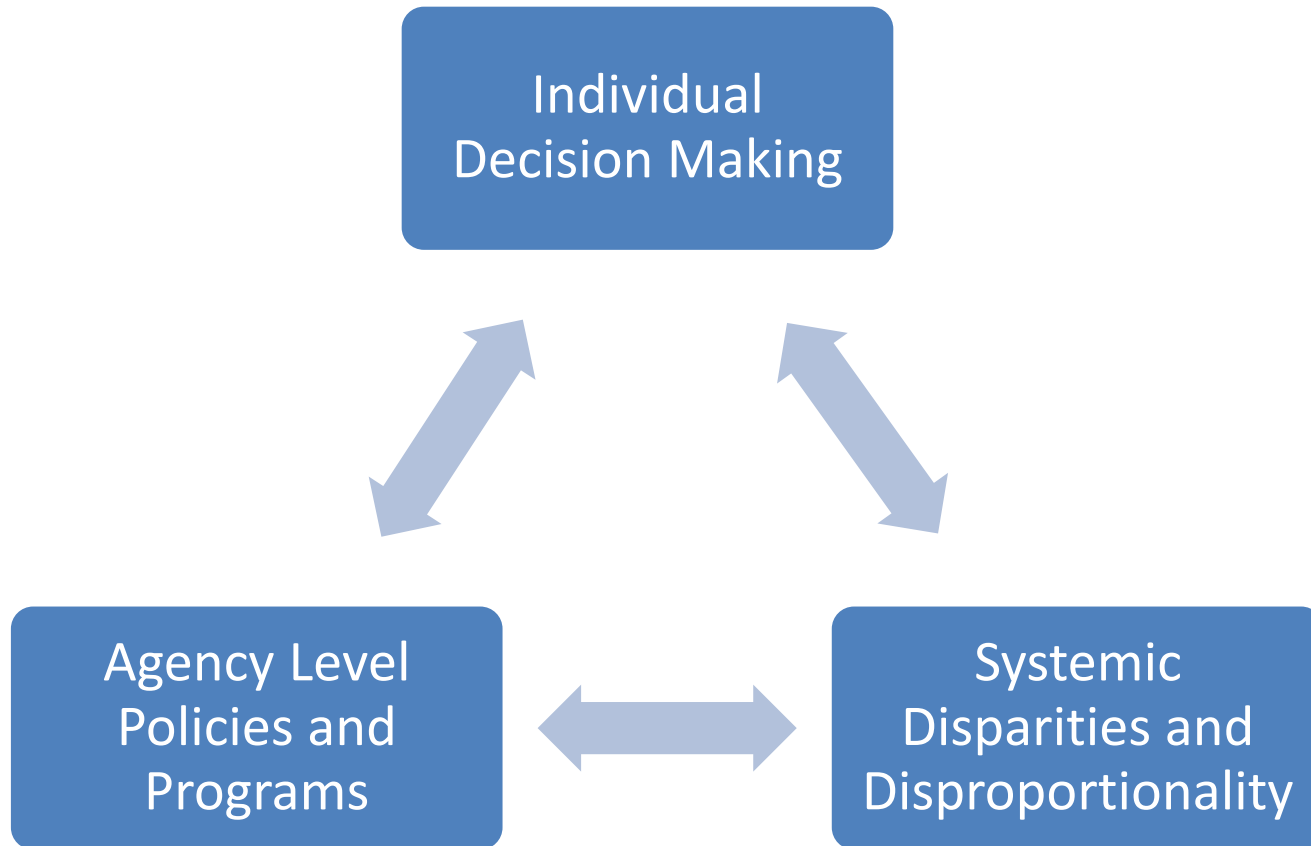 Individual
Decision Making
Agency Level
Policies and
Programs
Systemic
Disparities and
Disproportionality